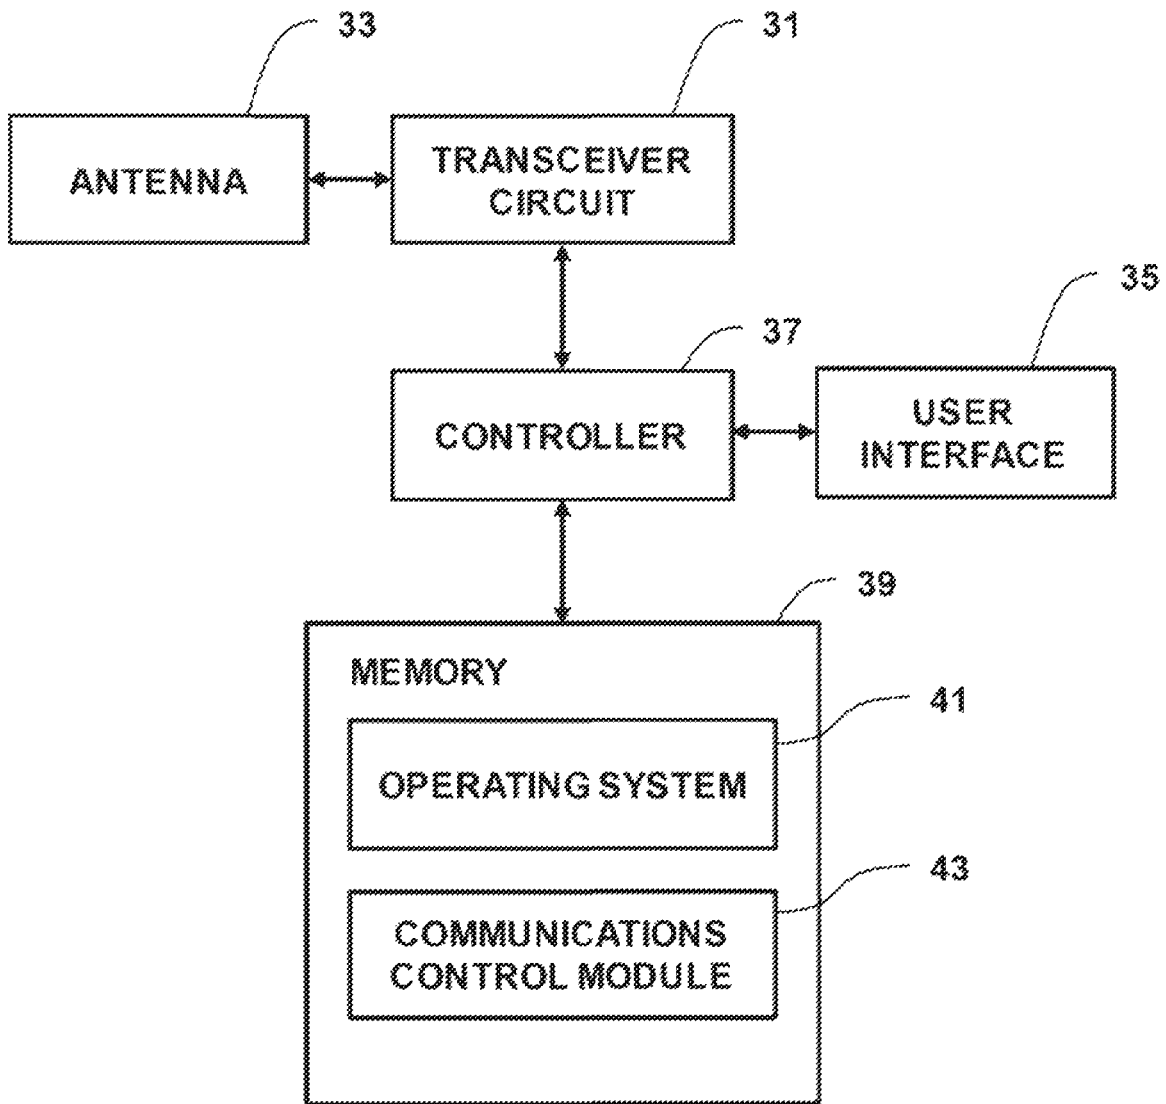 33
31
ANTENNA
TRANSCEIVER
CIRCUIT
35
37
CONTROLLER
USER
INTERFACE
39
MEMORY
41
OPERATING SYSTEM
43
COMMUNICATIONS
CONTROL MODULE